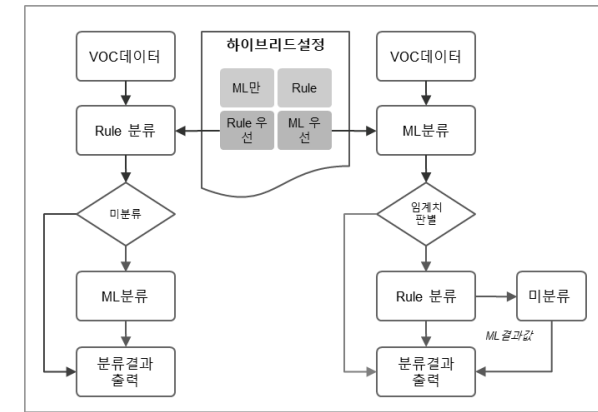 하이브리드설정
VOC데이터
VOC데이터
ML만
Rule
Rule 분류
Rule 우
선
ML 우
선
ML분류
미분류
임계치
판별
ML분류
Rule 분류
미분류
ML결과값
분류결과
출력
분류결과
출력